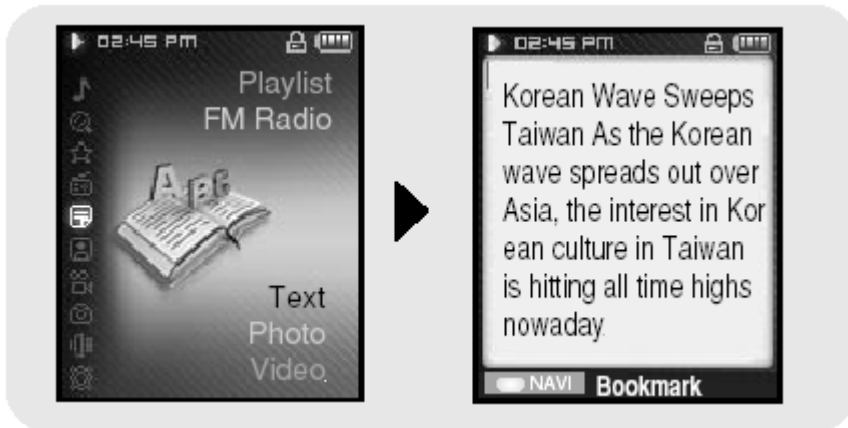 02:45 PM
Playlist
FM Radio
Text
Photo
Video
02:45 PM
Korean Wave Sweeps
Taiwan As the Korean
wave spreads out over
Asia, the interest in Kor
ean culture in Taiwan
is hitting all time highs
nowaday.
NAVI Bookmark